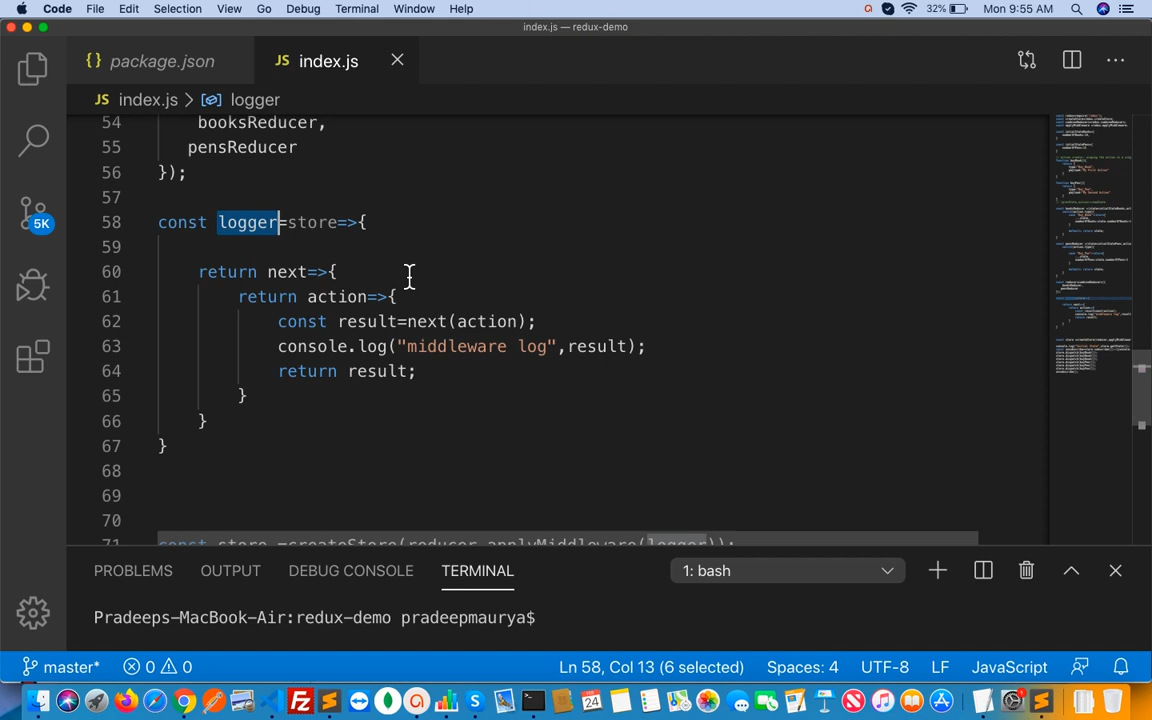 Code File Edit Selection View Go Debug Terminal Window Help 32% Mon 9:55 AM
index.js — redux-demo
{} package.json JS index.js
JS index.js > logger
54 booksReducer,
55 pensReducer
56 });
57
58 const logger=store=>{
59
60 return next=>{
61 return action=>{
62 const result=next(action);
63 console.log("middleware log",result);
64 return result;
65 }
66 }
67 }
68
69
70
71 const store =createStore(reducer,applyMiddleware(logger));
5K
PROBLEMS OUTPUT DEBUG CONSOLE TERMINAL 1: bash
Pradeeps-MacBook-Air:redux-demo pradeepmaurya$
master* 0 0 Ln 58, Col 13 (6 selected) Spaces: 4 UTF-8 LF JavaScript